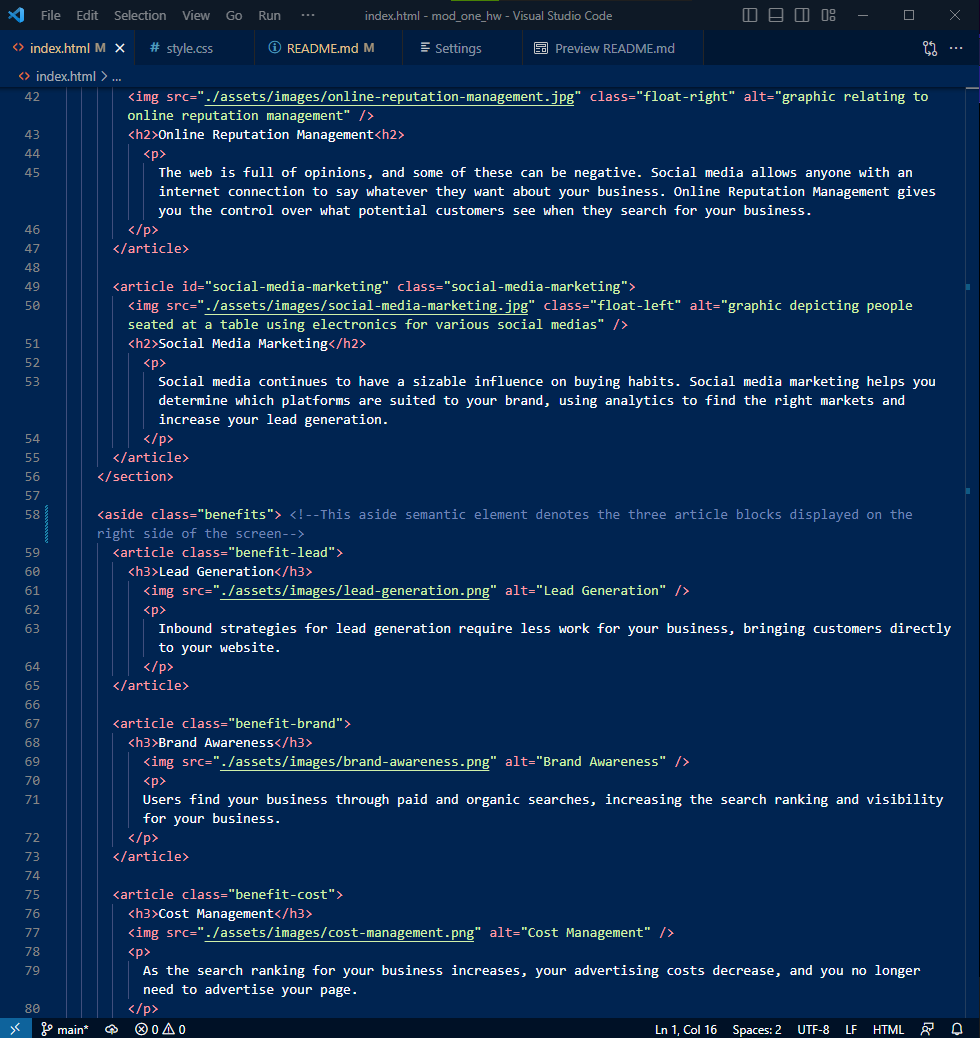 File Edit Selection View Go Run ··· index.html - mod_one_hw - Visual Studio Code
<> index.html M × # style.css README.md M Settings Preview README.md ···
<> index.html > ...
42 <img src="./assets/images/online-reputation-management.jpg" class="float-right" alt="graphic relating to
online reputation management" />
43 <h2>Online Reputation Management<h2>
44 <p>
45 The web is full of opinions, and some of these can be negative. Social media allows anyone with an
internet connection to say whatever they want about your business. Online Reputation Management gives
you the control over what potential customers see when they search for your business.
46 </p>
47 </article>
48
49 <article id="social-media-marketing" class="social-media-marketing">
50 <img src="./assets/images/social-media-marketing.jpg" class="float-left" alt="graphic depicting people
seated at a table using electronics for various social medias" />
51 <h2>Social Media Marketing</h2>
52 <p>
53 Social media continues to have a sizable influence on buying habits. Social media marketing helps you
determine which platforms are suited to your brand, using analytics to find the right markets and
increase your lead generation.
54 </p>
55 </article>
56 </section>
57
58 <aside class="benefits"> <!--This aside semantic element denotes the three article blocks displayed on the
right side of the screen-->
59 <article class="benefit-lead">
60 <h3>Lead Generation</h3>
61 <img src="./assets/images/lead-generation.png" alt="Lead Generation" />
62 <p>
63 Inbound strategies for lead generation require less work for your business, bringing customers directly
to your website.
64 </p>
65 </article>
66
67 <article class="benefit-brand">
68 <h3>Brand Awareness</h3>
69 <img src="./assets/images/brand-awareness.png" alt="Brand Awareness" />
70 <p>
71 Users find your business through paid and organic searches, increasing the search ranking and visibility
for your business.
72 </p>
73 </article>
74
75 <article class="benefit-cost">
76 <h3>Cost Management</h3>
77 <img src="./assets/images/cost-management.png" alt="Cost Management" />
78 <p>
79 As the search ranking for your business increases, your advertising costs decrease, and you no longer
need to advertise your page.
80 </p>
main* 0 0 Ln 1, Col 16 Spaces: 2 UTF-8 LF HTML